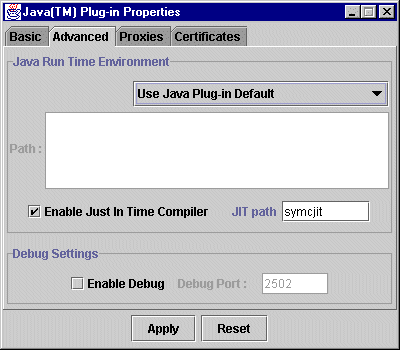 Java(TM) Plug-in Properties
Basic Advanced Proxies Certificates
Java Run Time Environment
Use Java Plug-in Default
Path :
Enable Just In Time Compiler JIT path symcjit
Debug Settings
Enable Debug Debug Port : 2502
Apply Reset